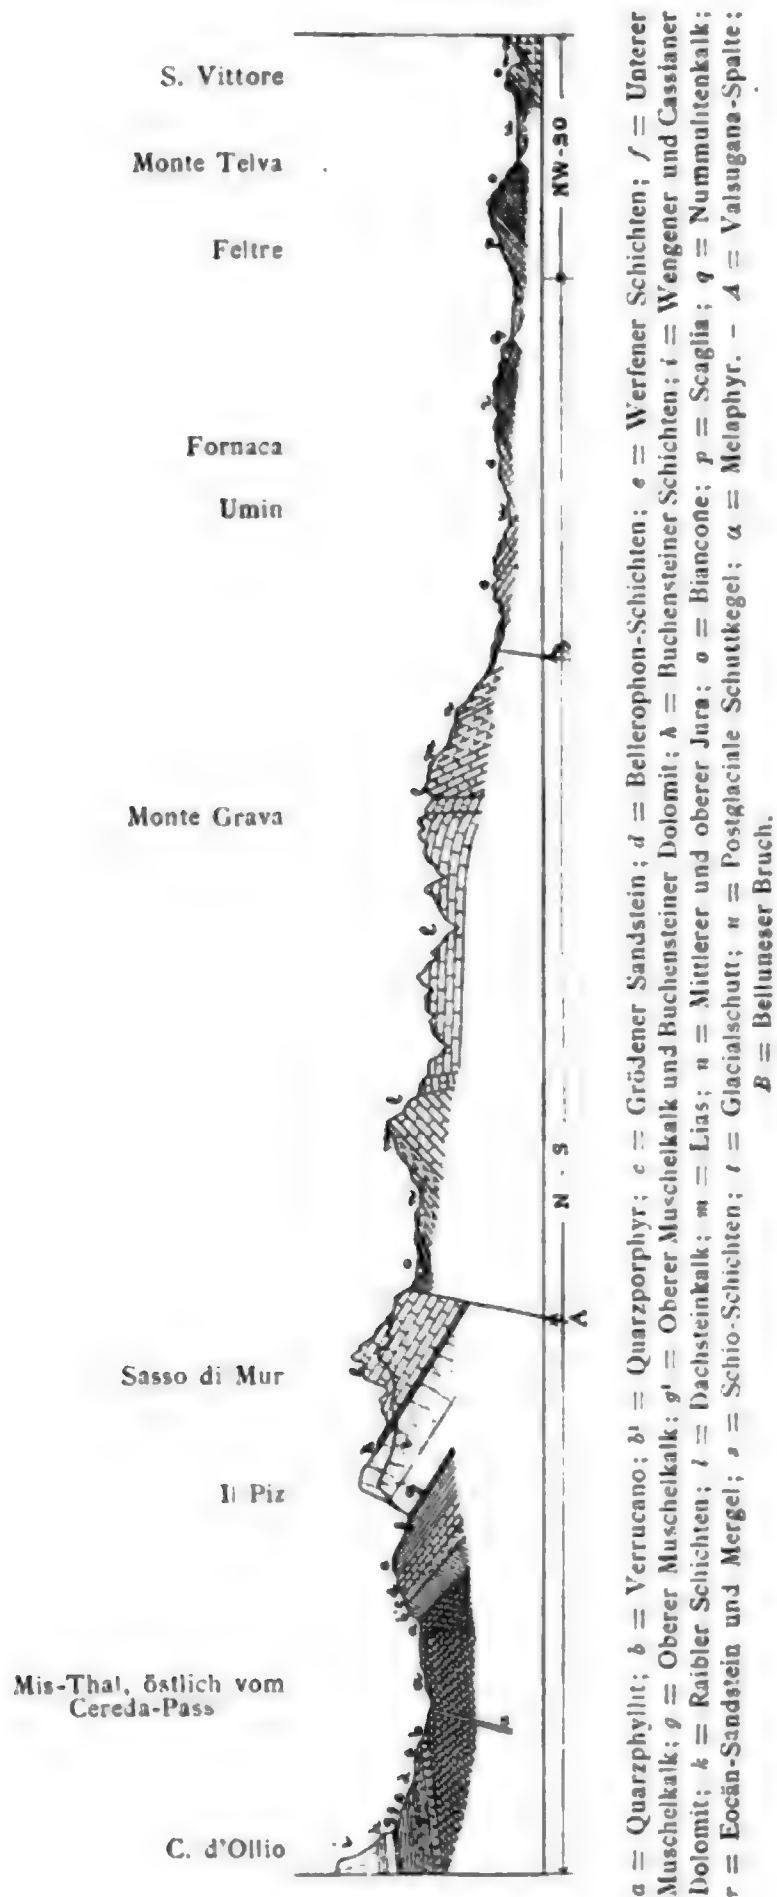 S. Vittore
Monte Telva
Feltre
Fornaca
Umin
Monte Grava
Sasso di Mur
Il Piz
Mis-Thal, östlich vom
Cereda-Pass
C. d'Ollio
NW-SO
N - S
A
B
a = Quarzphyllit; b = Verrucano; b¹ = Quarzporphyr; c = Grödener Sandstein; d = Bellerophon-Schichten; e = Werfener Schichten; f = Unterer
Muschelkalk; g = Oberer Muschelkalk; g¹ = Oberer Muschelkalk und Buchensteiner Dolomit; h = Buchensteiner Schichten; i = Wengener und Cassianer
Dolomit; k = Raibler Schichten; l = Dachsteinkalk; m = Lias; n = Mittlerer und oberer Jura; o = Biancone; p = Scaglia; q = Nummulitenkalk;
r = Eocän-Sandstein und Mergel; s = Schio-Schichten; t = Glacialschutt; u = Postglaciale Schuttkegel; α = Melaphyr. – A = Valsugana-Spalte;
B = Belluneser Bruch.